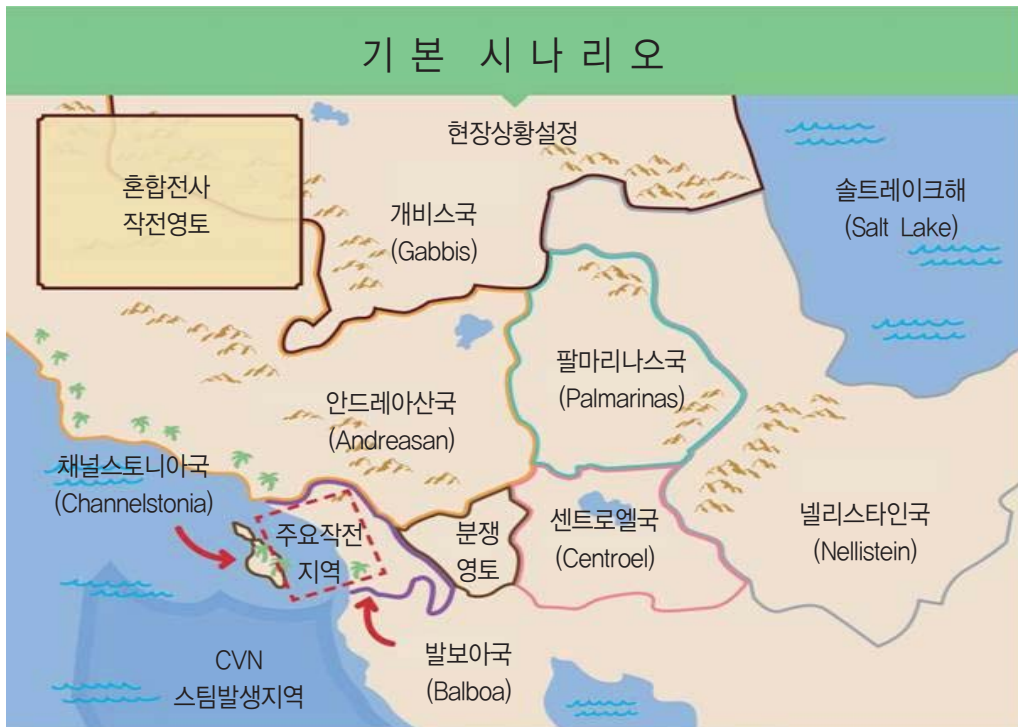 기본 시나리오
현장상황설정
혼합전사
작전영토
개비스국
(Gabbis)
솔트레이크해
(Salt Lake)
팔마리나스국
(Palmarinas)
안드레아산국
(Andreasan)
채널스토니아국
(Channelstonia)
주요작전
지역
분쟁
영토
센트로엘국
(Centroel)
넬리스타인국
(Nellistein)
발보아국
(Balboa)
CVN
스팀발생지역